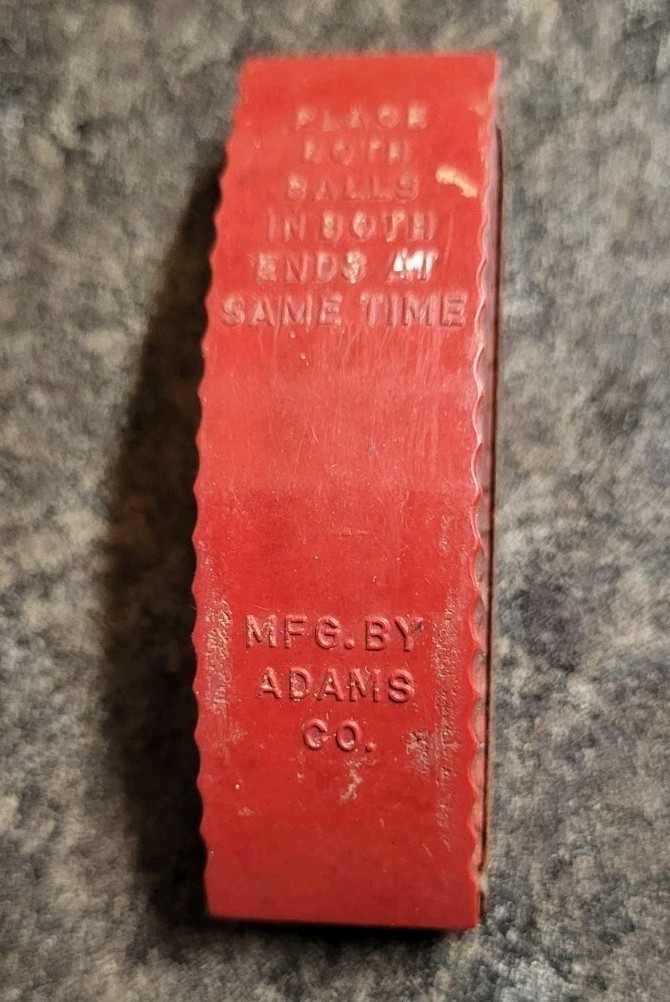 PLACE
BOTH
BALLS
IN BOTH
ENDS AT
SAME TIME
MFG. BY
ADAMS
CO.